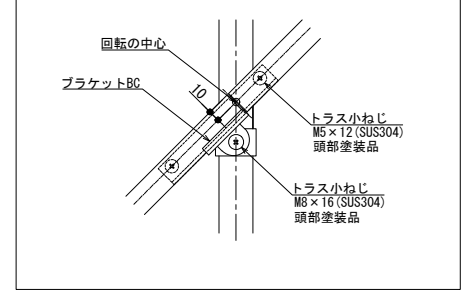 回転の中心
ブラケットBC
10
トラス小ねじ
M5×12(SUS304)
頭部塗装品
トラス小ねじ
M8×16(SUS304)
頭部塗装品